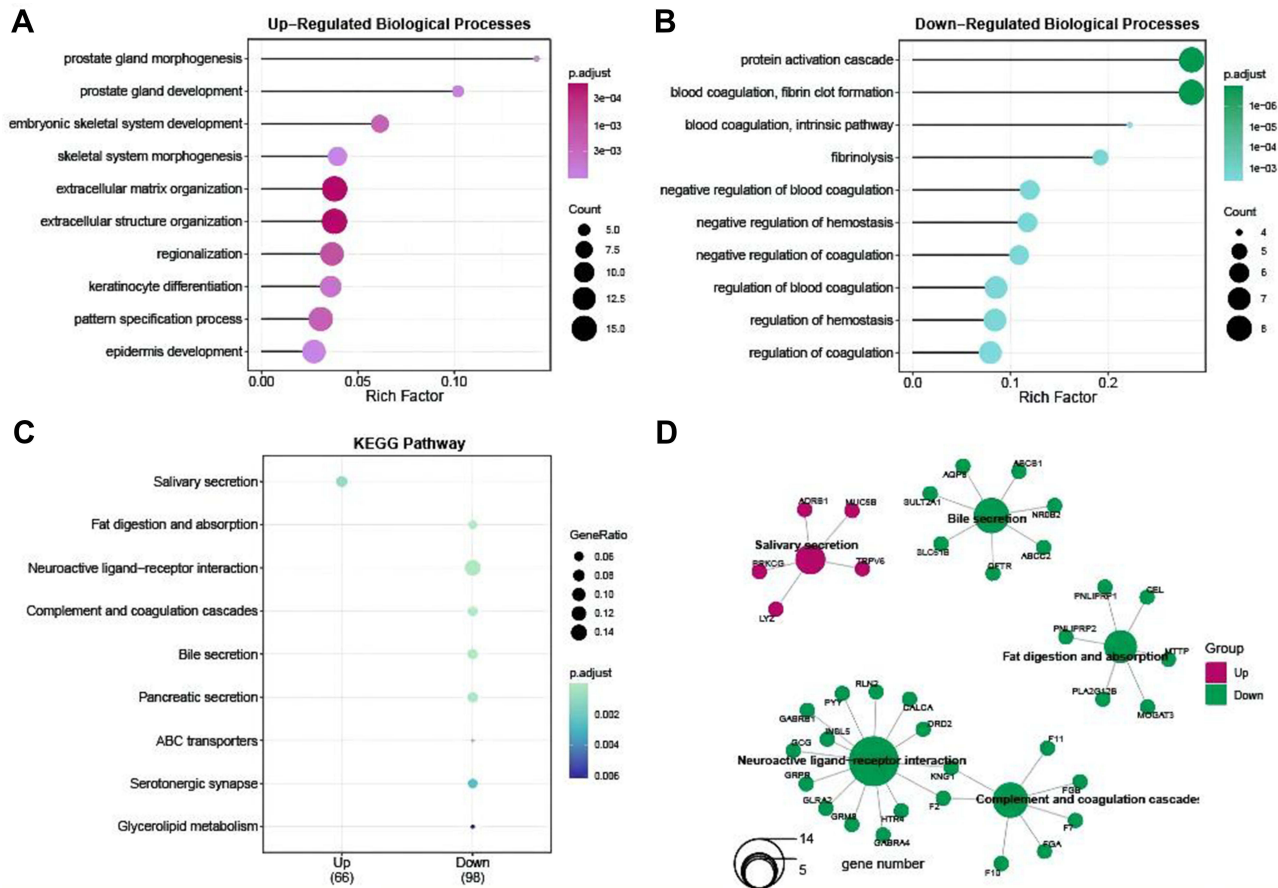 A
Up-Regulated Biological Processes
prostate gland morphogenesis
prostate gland development
embryonic skeletal system development
skeletal system morphogenesis
extracellular matrix organization
extracellular structure organization
regionalization
keratinocyte differentiation
pattern specification process
epidermis development
0.00
0.05
0.10
Rich Factor
p.adjust
3e-04
1e-03
3e-03
Count
5.0
7.5
10.0
12.5
15.0
B
Down-Regulated Biological Processes
protein activation cascade
blood coagulation, fibrin clot formation
blood coagulation, intrinsic pathway
fibrinolysis
negative regulation of blood coagulation
negative regulation of hemostasis
negative regulation of coagulation
regulation of blood coagulation
regulation of hemostasis
regulation of coagulation
0.0
0.1
0.2
Rich Factor
p.adjust
1e-06
1e-05
1e-04
1e-03
Count
4
5
6
7
8
C
KEGG Pathway
Salivary secretion
Fat digestion and absorption
Neuroactive ligand-receptor interaction
Complement and coagulation cascades
Bile secretion
Pancreatic secretion
ABC transporters
Serotonergic synapse
Glycerolipid metabolism
Up
(66)
Down
(98)
GeneRatio
0.06
0.08
0.10
0.12
0.14
p.adjust
0.002
0.004
0.006
D
ADRB1
MUC5B
Salivary secretion
PRKCG
TRPV6
LYZ
AQP8
ABCB1
SULT2A1
NR0B2
Bile secretion
SLC51B
ABCG2
CFTR
PNLIPRP1
CEL
PNLIPRP2
MTTP
Fat digestion and absorption
PLA2G12B
MOGAT3
Group
Up
Down
RLN2
PYY
CALCA
GABRB1
DRD2
INSL5
GCG
Neuroactive ligand-receptor interaction
GRPR
KNG1
GLRA2
F2
GRM8
HTR4
GABRA4
F11
FGB
Complement and coagulation cascades
F7
FGA
F10
14
5
gene number